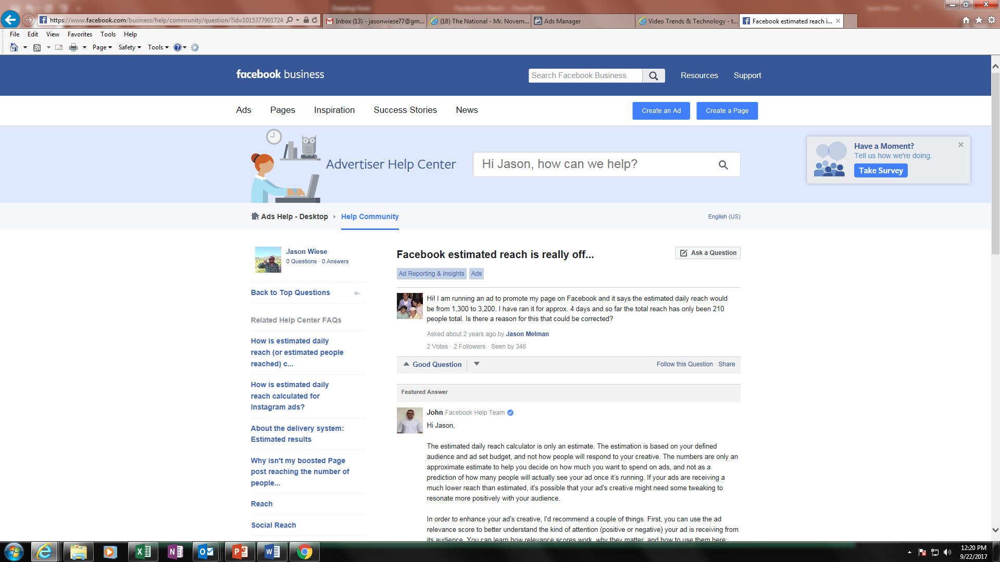 https://www.facebook.com/business/help/community/question/?id=1015377901724
Inbox (13) - jasonwiese77@gm...
(18) The National - Mr. Novem...
Ads Manager
Video Trends & Technology - t...
Facebook estimated reach i...
File Edit View Favorites Tools Help
Page Safety Tools
facebook business
Search Facebook Business
Resources
Support
Ads
Pages
Inspiration
Success Stories
News
Create an Ad
Create a Page
Advertiser Help Center
Hi Jason, how can we help?
Have a Moment?
Tell us how we're doing.
Take Survey
Ads Help - Desktop
Help Community
English (US)
Jason Wiese
0 Questions · 0 Answers
Back to Top Questions
Related Help Center FAQs
How is estimated daily
reach (or estimated people
reached) c...
How is estimated daily
reach calculated for
Instagram ads?
About the delivery system:
Estimated results
Why isn't my boosted Page
post reaching the number of
people...
Reach
Social Reach
Facebook estimated reach is really off...
Ask a Question
Ad Reporting & Insights
Ads
Hi! I am running an ad to promote my page on Facebook and it says the estimated daily reach would
be from 1,300 to 3,200. I have ran it for approx. 4 days and so far the total reach has only been 210
people total. Is there a reason for this that could be corrected?
Asked about 2 years ago by Jason Melman
2 Votes · 2 Followers · Seen by 346
Good Question
Follow this Question · Share
Featured Answer
John Facebook Help Team
Hi Jason,
The estimated daily reach calculator is only an estimate. The estimation is based on your defined
audience and ad set budget, and not how people will respond to your creative. The numbers are only an
approximate estimate to help you decide on how much you want to spend on ads, and not as a
prediction of how many people will actually see your ad once it's running. If your ads are receiving a
much lower reach than estimated, it's possible that your ad's creative might need some tweaking to
resonate more positively with your audience.
In order to enhance your ad's creative, I'd recommend a couple of things. First, you can use the ad
relevance score to better understand the kind of attention (positive or negative) your ad is receiving from
its audience. You can learn how relevance scores work, why they matter, and how to use them here:
12:20 PM
9/22/2017